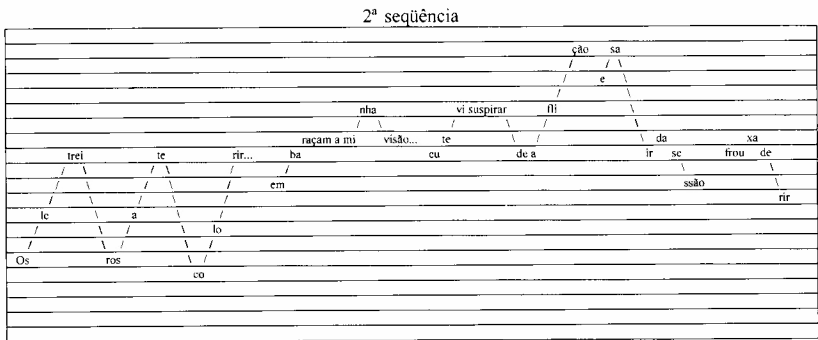 2ª seqüência
ção sa
e
nha vi suspirar fli
raçam a mi visão... te da xa
trei te rir... ba eu de a ir se frou de
em ssão
rir
le a
lo
Os ros
co